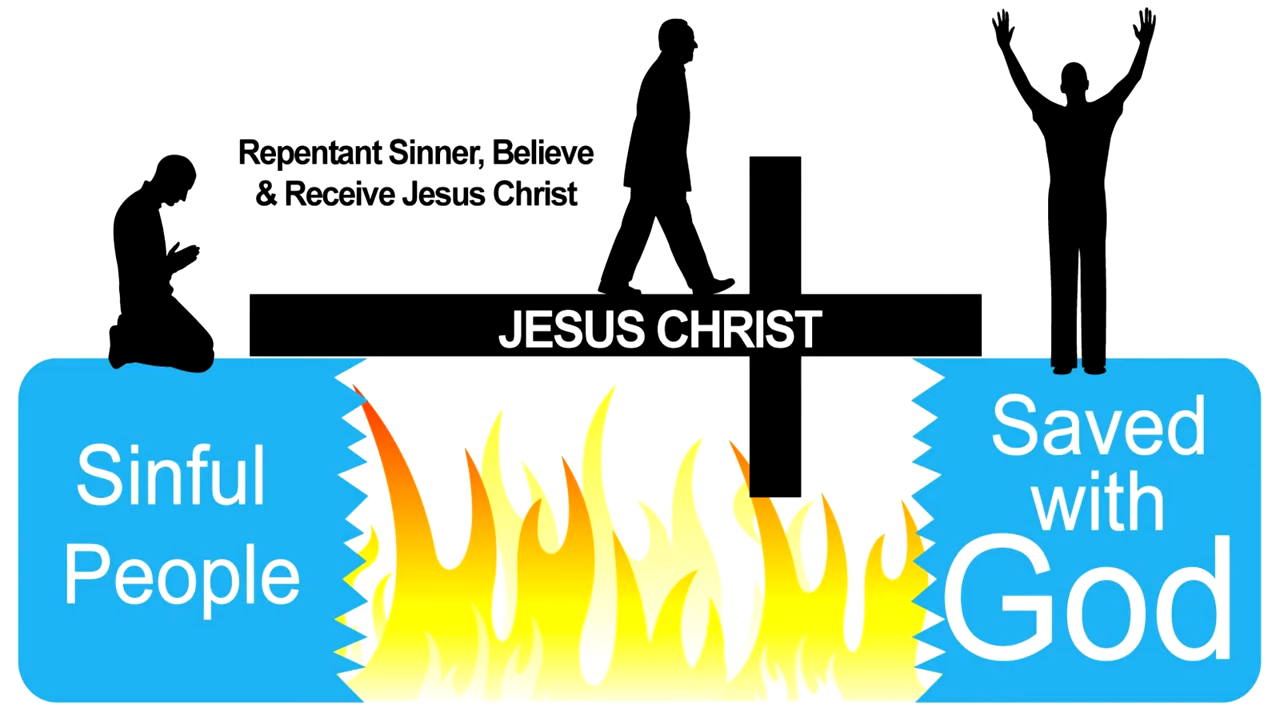 Repentant Sinner, Believe
& Receive Jesus Christ
JESUS CHRIST
Sinful
People
Saved
with
God